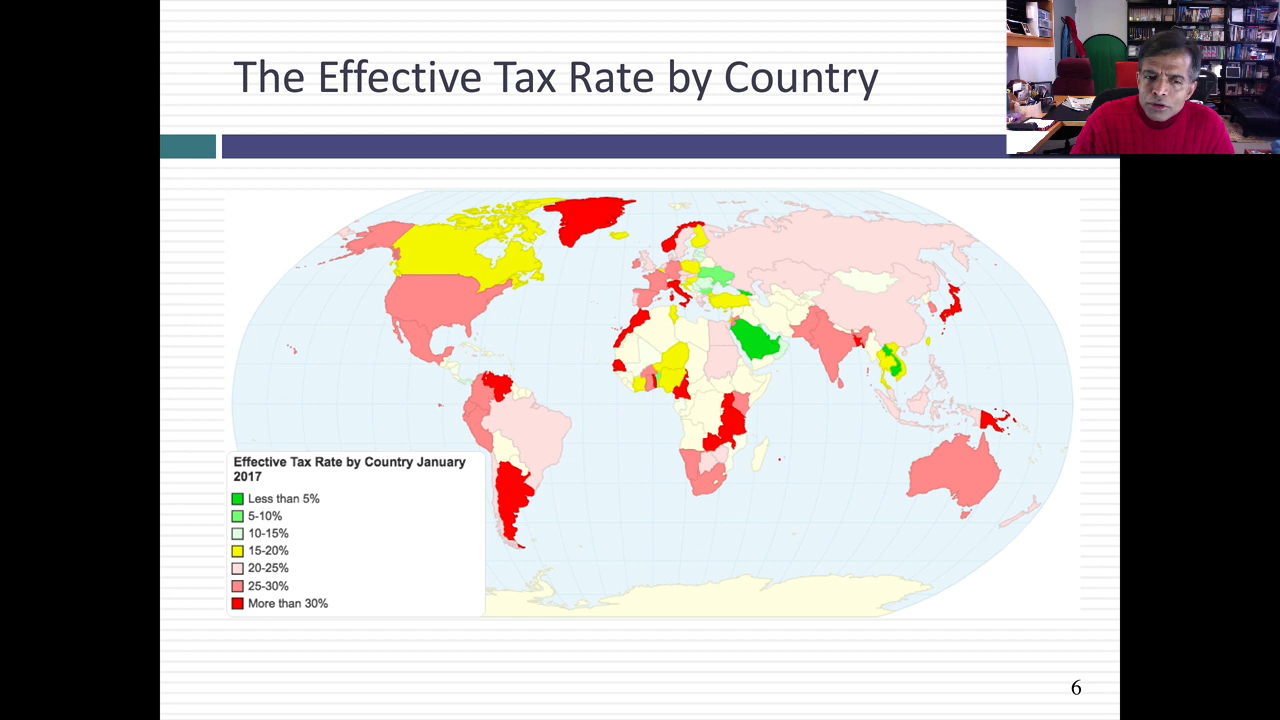 The Effective Tax Rate by Country
Effective Tax Rate by Country January
2017
Less than 5%
5-10%
10-15%
15-20%
20-25%
25-30%
More than 30%
6